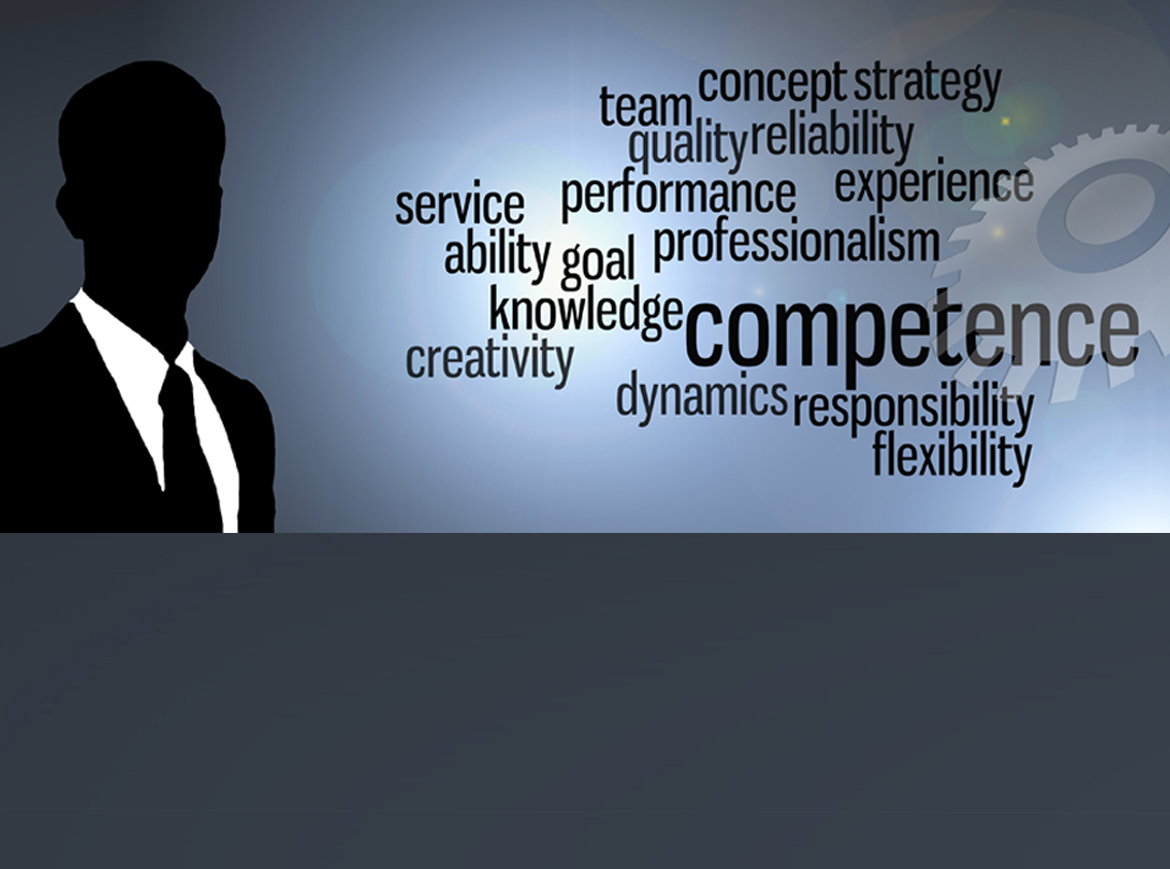 concept strategy
team
quality reliability
service performance experience
ability goal professionalism
knowledge competence
creativity
dynamics responsibility
flexibility